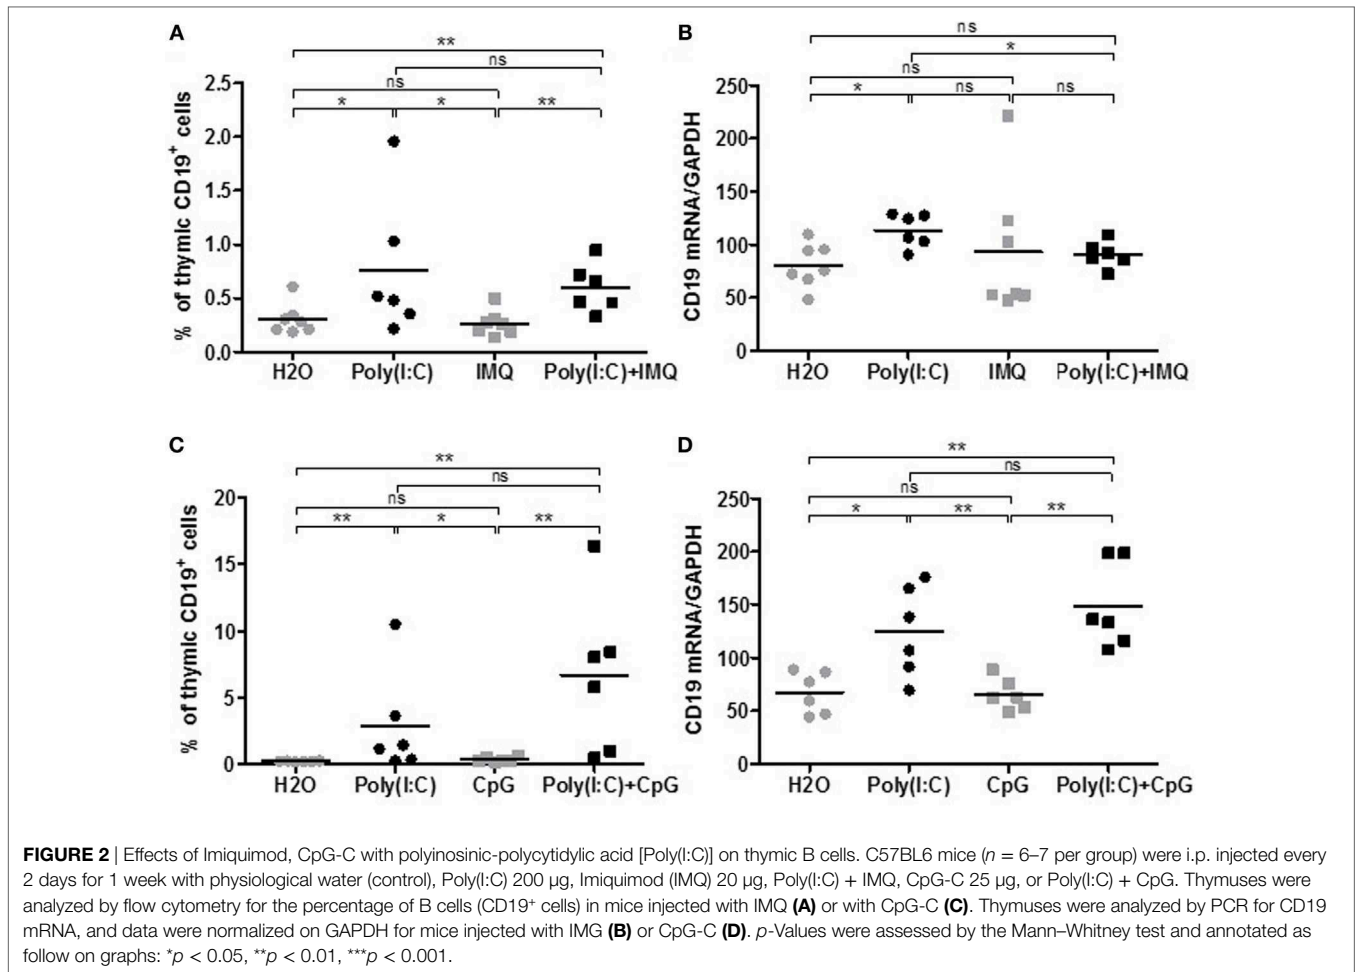 A
**
ns
ns
* * **
% of thymic CD19+ cells
2.5
2.0
1.5
1.0
0.5
0.0
H2O Poly(I:C) IMQ Poly(I:C)+IMQ
B
ns
*
ns
* ns ns
CD19 mRNA/GAPDH
250
200
150
100
50
0
H2O Poly(I:C) IMQ Poly(I:C)+IMQ
C
**
ns
ns
** * **
% of thymic CD19+ cells
20
15
10
5
0
H2O Poly(I:C) CpG Poly(I:C)+CpG
D
**
ns
ns
* ** **
CD19 mRNA/GAPDH
250
200
150
100
50
0
H2O Poly(I:C) CpG Poly(I:C)+CpG
FIGURE 2 | Effects of Imiquimod, CpG-C with polyinosinic-polycytidylic acid [Poly(I:C)] on thymic B cells. C57BL6 mice (n = 6–7 per group) were i.p. injected every
2 days for 1 week with physiological water (control), Poly(I:C) 200 µg, Imiquimod (IMQ) 20 µg, Poly(I:C) + IMQ, CpG-C 25 µg, or Poly(I:C) + CpG. Thymuses were
analyzed by flow cytometry for the percentage of B cells (CD19+ cells) in mice injected with IMQ (A) or with CpG-C (C). Thymuses were analyzed by PCR for CD19
mRNA, and data were normalized on GAPDH for mice injected with IMG (B) or CpG-C (D). p-Values were assessed by the Mann–Whitney test and annotated as
follow on graphs: *p < 0.05, **p < 0.01, ***p < 0.001.